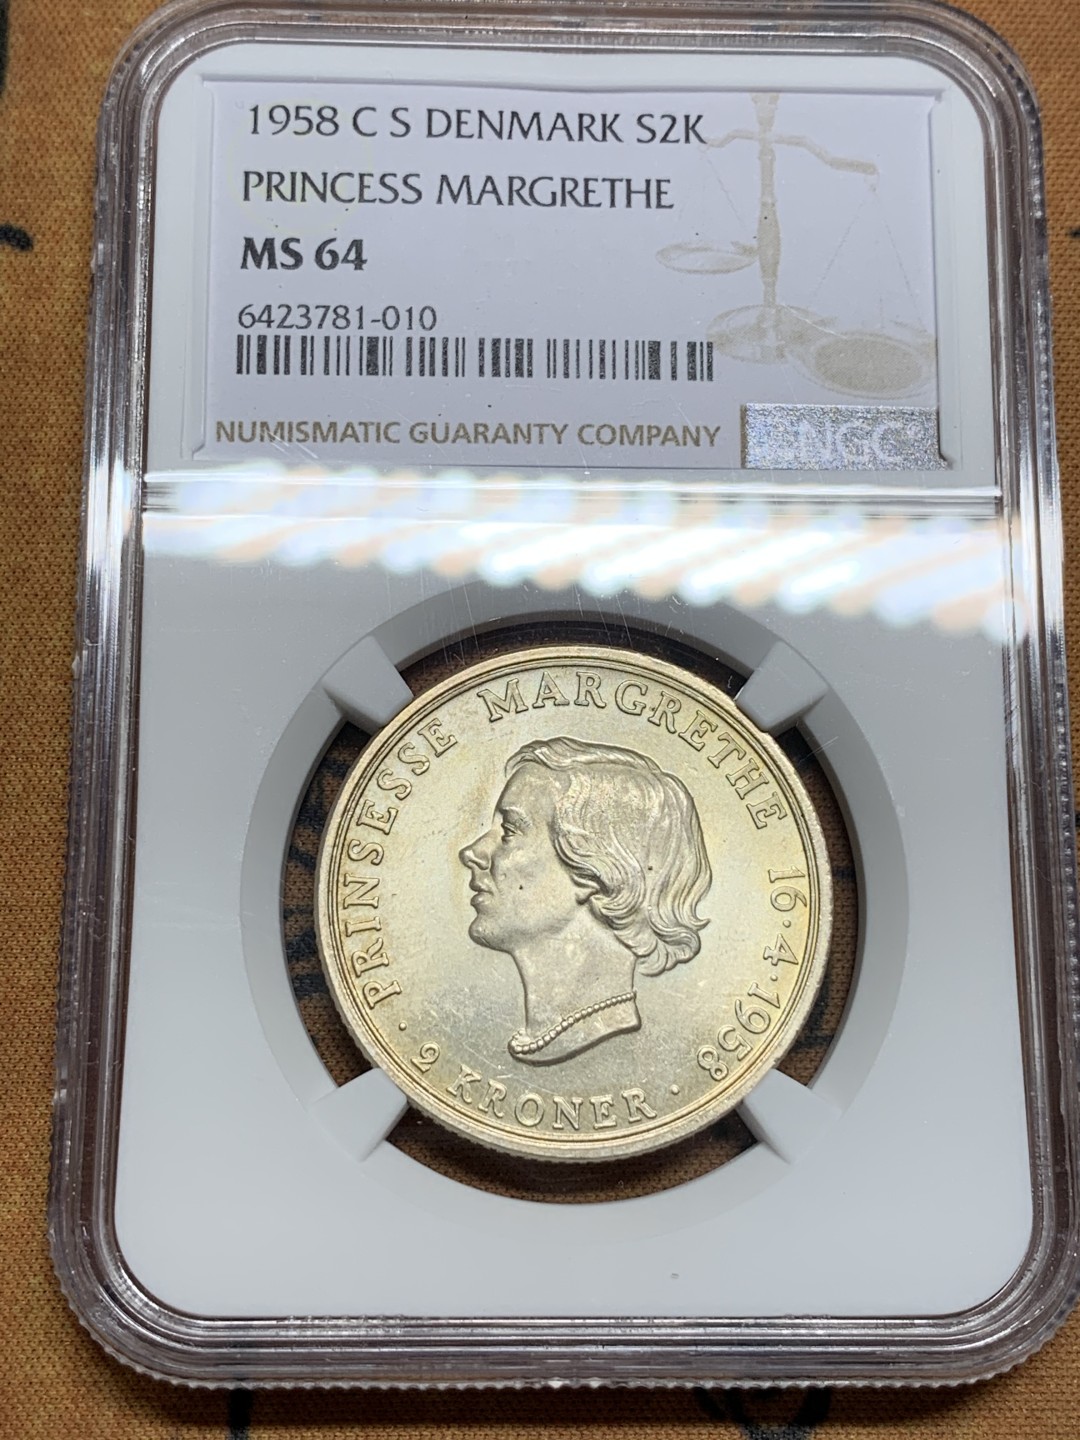 1958 C S DENMARK S2K
PRINCESS MARGRETHE
MS 64
6423781-010
NUMISMATIC GUARANTY COMPANY
NGC
· PRINSESSE MARGRETHE 16·4·1958
2 KRONER ·